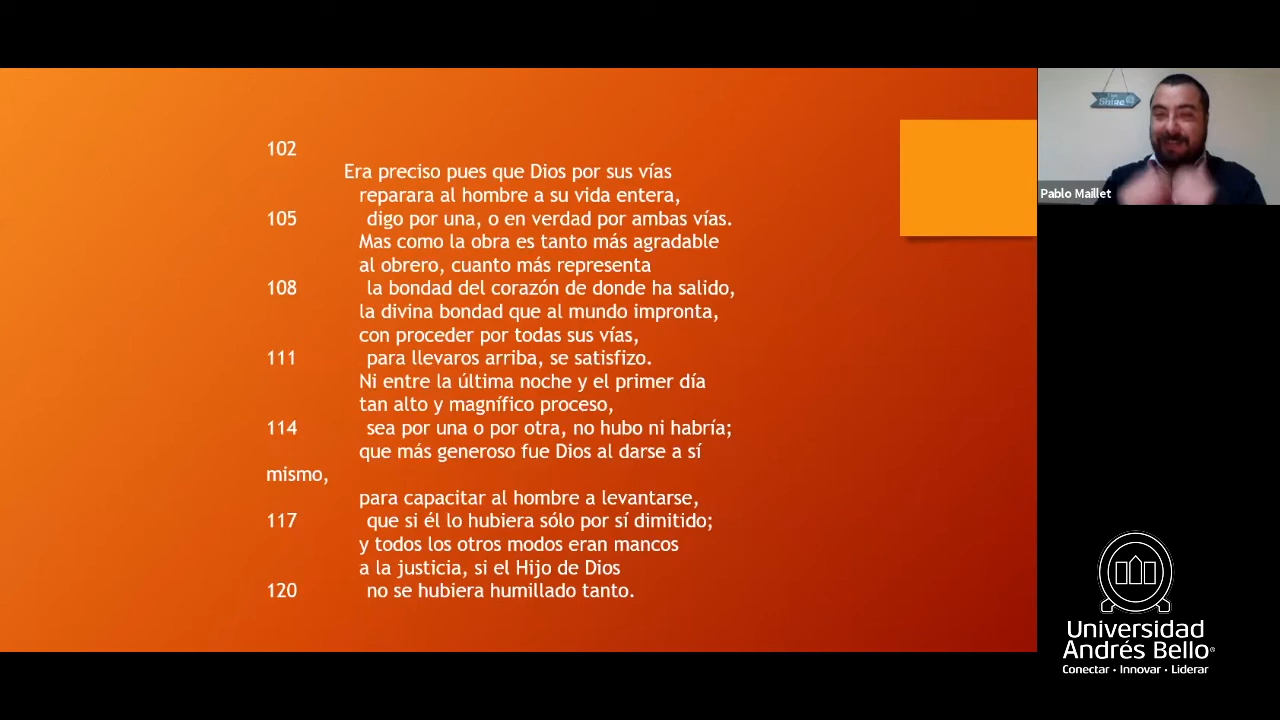 102
Era preciso pues que Dios por sus vías
reparara al hombre a su vida entera,
105 digo por una, o en verdad por ambas vías.
Mas como la obra es tanto más agradable
al obrero, cuanto más representa
108 la bondad del corazón de donde ha salido,
la divina bondad que al mundo impronta,
con proceder por todas sus vías,
111 para llevaros arriba, se satisfizo.
Ni entre la última noche y el primer día
tan alto y magnífico proceso,
114 sea por una o por otra, no hubo ni habría;
que más generoso fue Dios al darse a sí
mismo,
para capacitar al hombre a levantarse,
117 que si él lo hubiera sólo por sí dimitido;
y todos los otros modos eran mancos
a la justicia, si el Hijo de Dios
120 no se hubiera humillado tanto.
Shine
Pablo Maillet
Universidad
Andrés Bello
Conectar • Innovar • Liderar